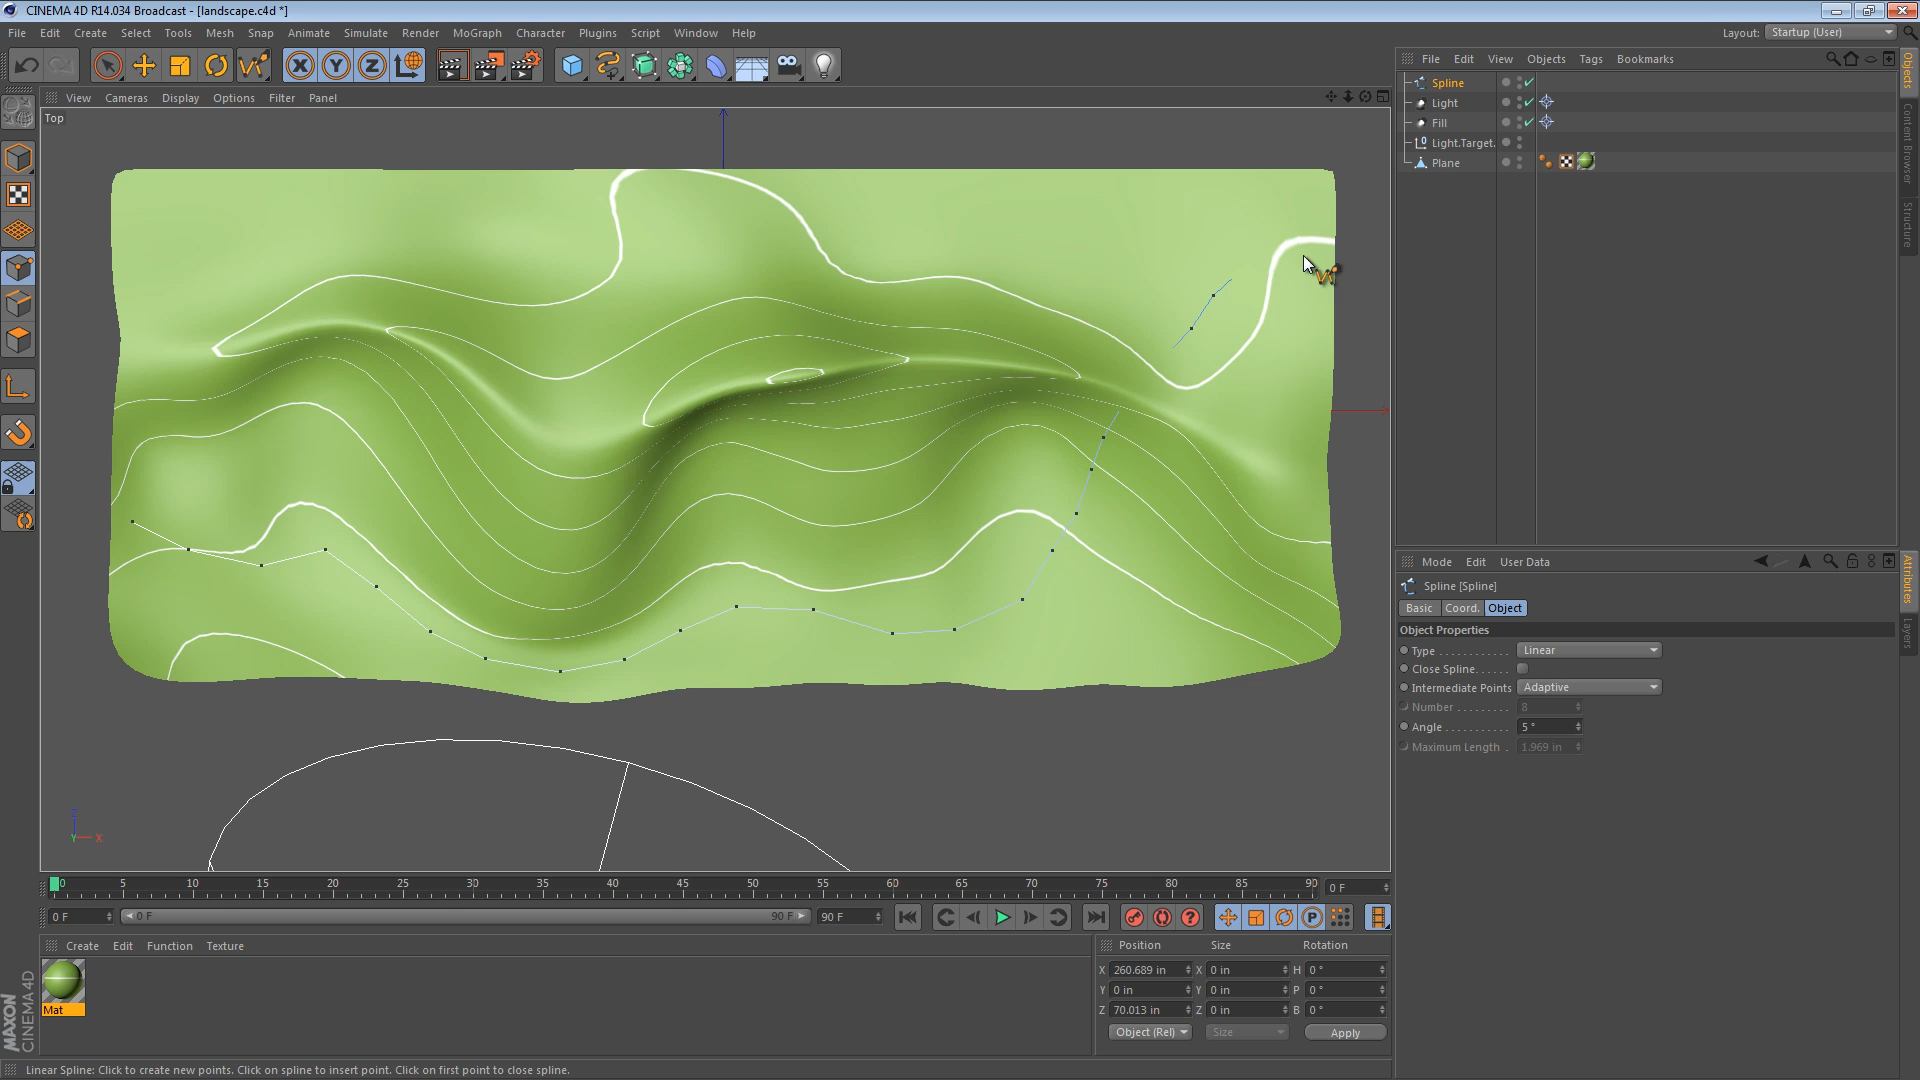 CINEMA 4D R14.034 Broadcast - [landscape.c4d *]
File Edit Create Select Tools Mesh Snap Animate Simulate Render MoGraph Character Plugins Script Window Help
Layout: Startup (User)
X Y Z
View Cameras Display Options Filter Panel
File Edit View Objects Tags Bookmarks
Top
Spline
Light
Fill
Light.Target.
Plane
Objects
Content Browser
Structure
Mode Edit User Data
Spline [Spline]
Basic Coord. Object
Object Properties
Type Linear
Close Spline
Intermediate Points Adaptive
Number 8
Angle 5 °
Maximum Length 1.969 in
Attributes
Layers
Z
Y X
0 5 10 15 20 25 30 35 40 45 50 55 60 65 70 75 80 85 90 0 F
0 F 0 F 90 F 90 F
Create Edit Function Texture
Mat
Position Size Rotation
X 260.689 in X 0 in H 0 °
Y 0 in Y 0 in P 0 °
Z 70.013 in Z 0 in B 0 °
Object (Rel) Size Apply
MAXON
CINEMA 4D
Linear Spline: Click to create new points. Click on spline to insert point. Click on first point to close spline.